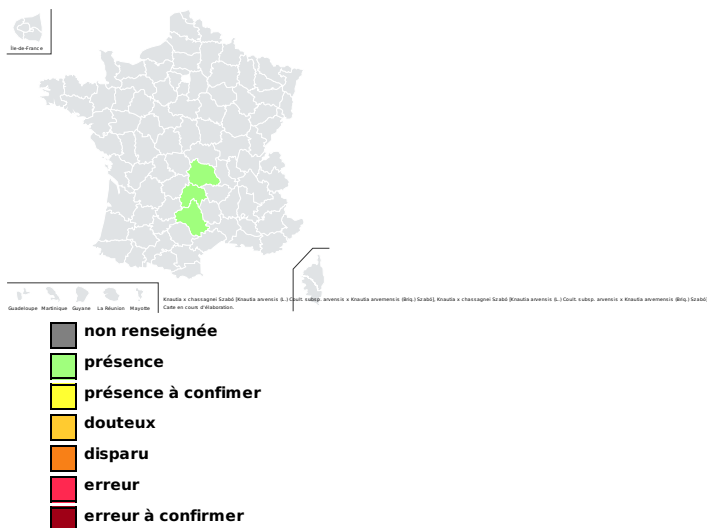 Île-de-France
Guadeloupe Martinique Guyane La Réunion Mayotte
Knautia x chassagnei Szabó [Knautia arvensis (L.) Coult. subsp. arvensis x Knautia arvernensis (Briq.) Szabó], Knautia x chassagnei Szabó [Knautia arvensis (L.) Coult. subsp. arvensis x Knautia arvernensis (Briq.) Szabó]
Carte en cours d'élaboration.
non renseignée
présence
présence à confimer
douteux
disparu
erreur
erreur à confirmer